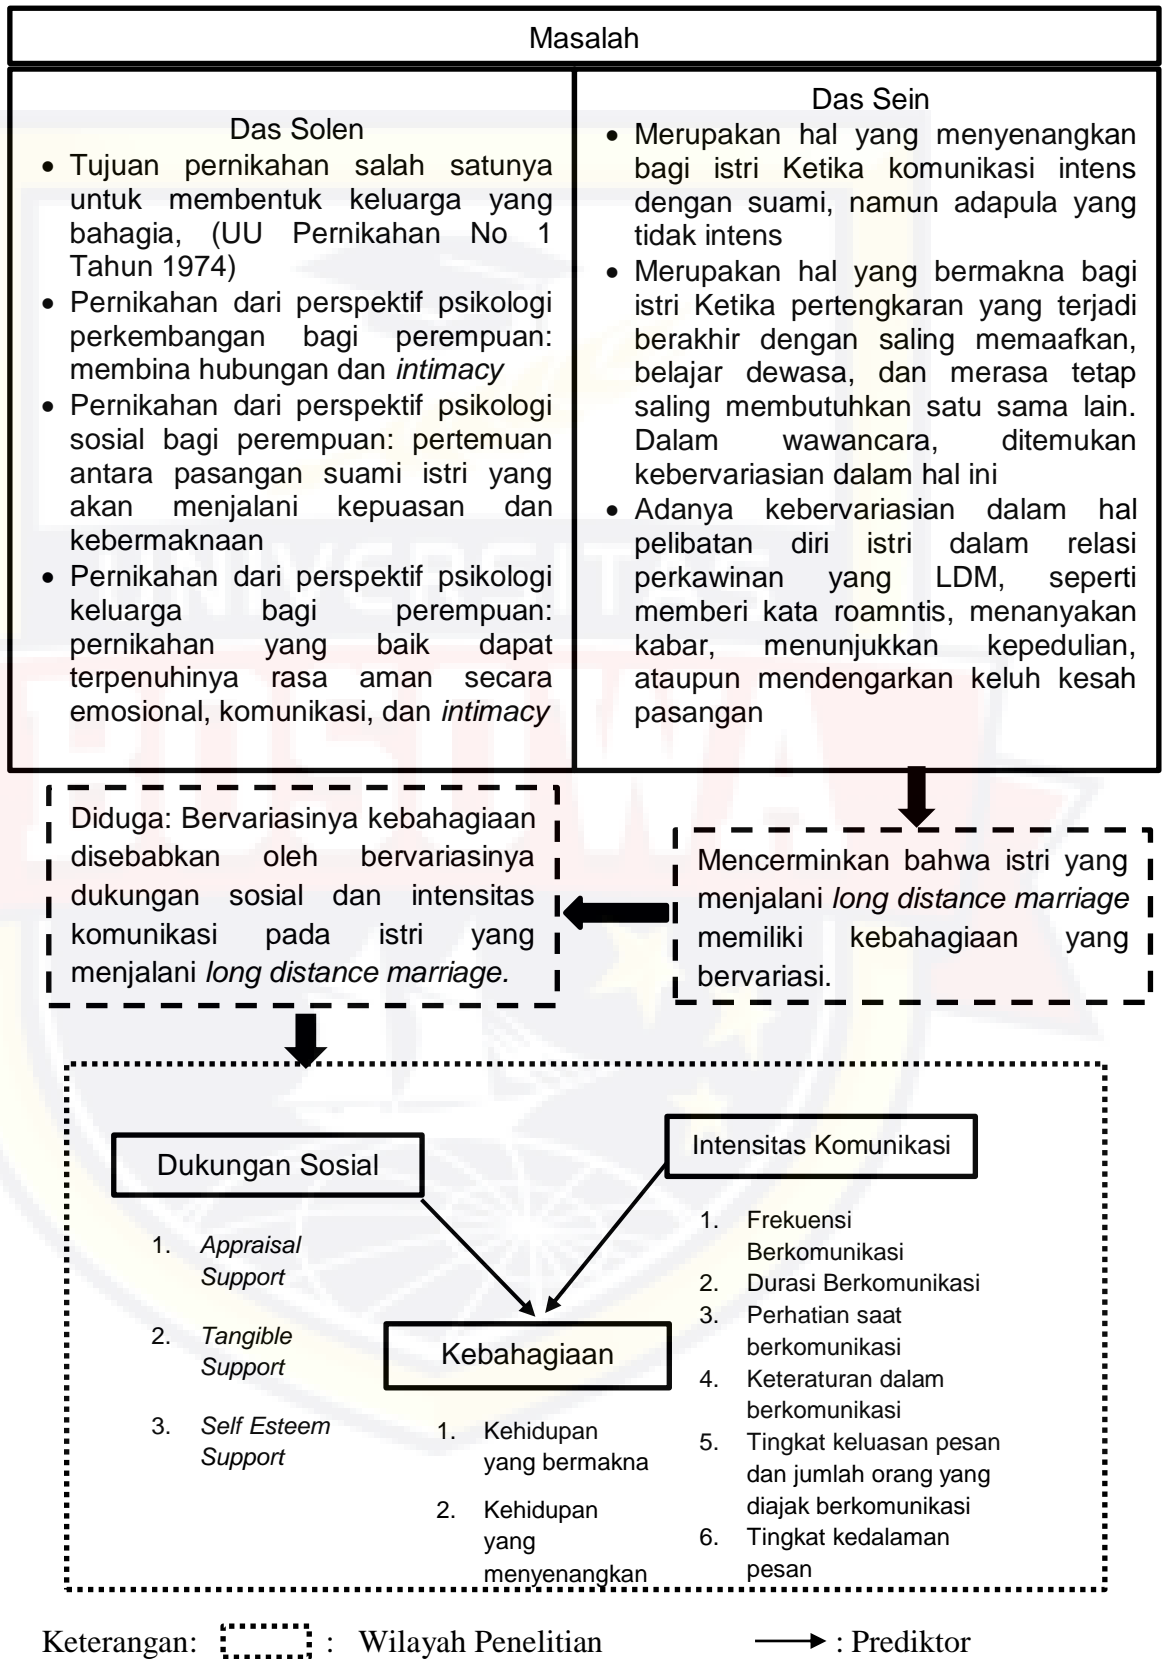 Masalah
Das Solen
• Tujuan pernikahan salah satunya
untuk membentuk keluarga yang
bahagia, (UU Pernikahan No 1
Tahun 1974)
• Pernikahan dari perspektif psikologi
perkembangan bagi perempuan:
membina hubungan dan intimacy
• Pernikahan dari perspektif psikologi
sosial bagi perempuan: pertemuan
antara pasangan suami istri yang
akan menjalani kepuasan dan
kebermaknaan
• Pernikahan dari perspektif psikologi
keluarga bagi perempuan:
pernikahan yang baik dapat
terpenuhinya rasa aman secara
emosional, komunikasi, dan intimacy
Das Sein
• Merupakan hal yang menyenangkan
bagi istri Ketika komunikasi intens
dengan suami, namun adapula yang
tidak intens
• Merupakan hal yang bermakna bagi
istri Ketika pertengkaran yang terjadi
berakhir dengan saling memaafkan,
belajar dewasa, dan merasa tetap
saling membutuhkan satu sama lain.
Dalam wawancara, ditemukan
kebervariasian dalam hal ini
• Adanya kebervariasian dalam hal
pelibatan diri istri dalam relasi
perkawinan yang LDM, seperti
memberi kata roamntis, menanyakan
kabar, menunjukkan kepedulian,
ataupun mendengarkan keluh kesah
pasangan
UNIVERSITAS
BOSOWA
Diduga: Bervariasinya kebahagiaan
disebabkan oleh bervariasinya
dukungan sosial dan intensitas
komunikasi pada istri yang
menjalani long distance marriage.
Mencerminkan bahwa istri yang
menjalani long distance marriage
memiliki kebahagiaan yang
bervariasi.
Dukungan Sosial
1. Appraisal
Support
2. Tangible
Support
3. Self Esteem
Support
Kebahagiaan
1. Kehidupan
yang bermakna
2. Kehidupan
yang
menyenangkan
Intensitas Komunikasi
1. Frekuensi
Berkomunikasi
2. Durasi Berkomunikasi
3. Perhatian saat
berkomunikasi
4. Keteraturan dalam
berkomunikasi
5. Tingkat keluasan pesan
dan jumlah orang yang
diajak berkomunikasi
6. Tingkat kedalaman
pesan
Keterangan: : Wilayah Penelitian : Prediktor